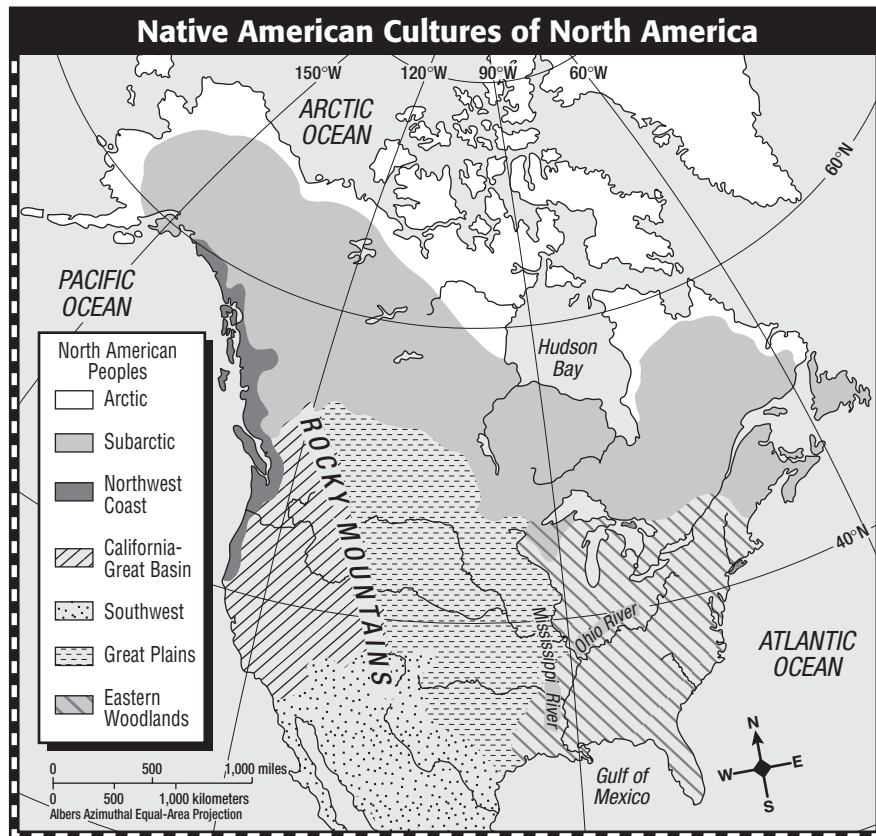 Native American Cultures of North America
150°W
120°W
90°W
60°W
ARCTIC
OCEAN
60°N
PACIFIC
OCEAN
Hudson
Bay
North American
Peoples
Arctic
Subarctic
Northwest
Coast
California-
Great Basin
Southwest
Great Plains
Eastern
Woodlands
ROCKY MOUNTAINS
40°N
Ohio River
Mississippi River
ATLANTIC
OCEAN
Gulf of
Mexico
N
W
E
S
0 500 1,000 miles
0 500 1,000 kilometers
Albers Azimuthal Equal-Area Projection